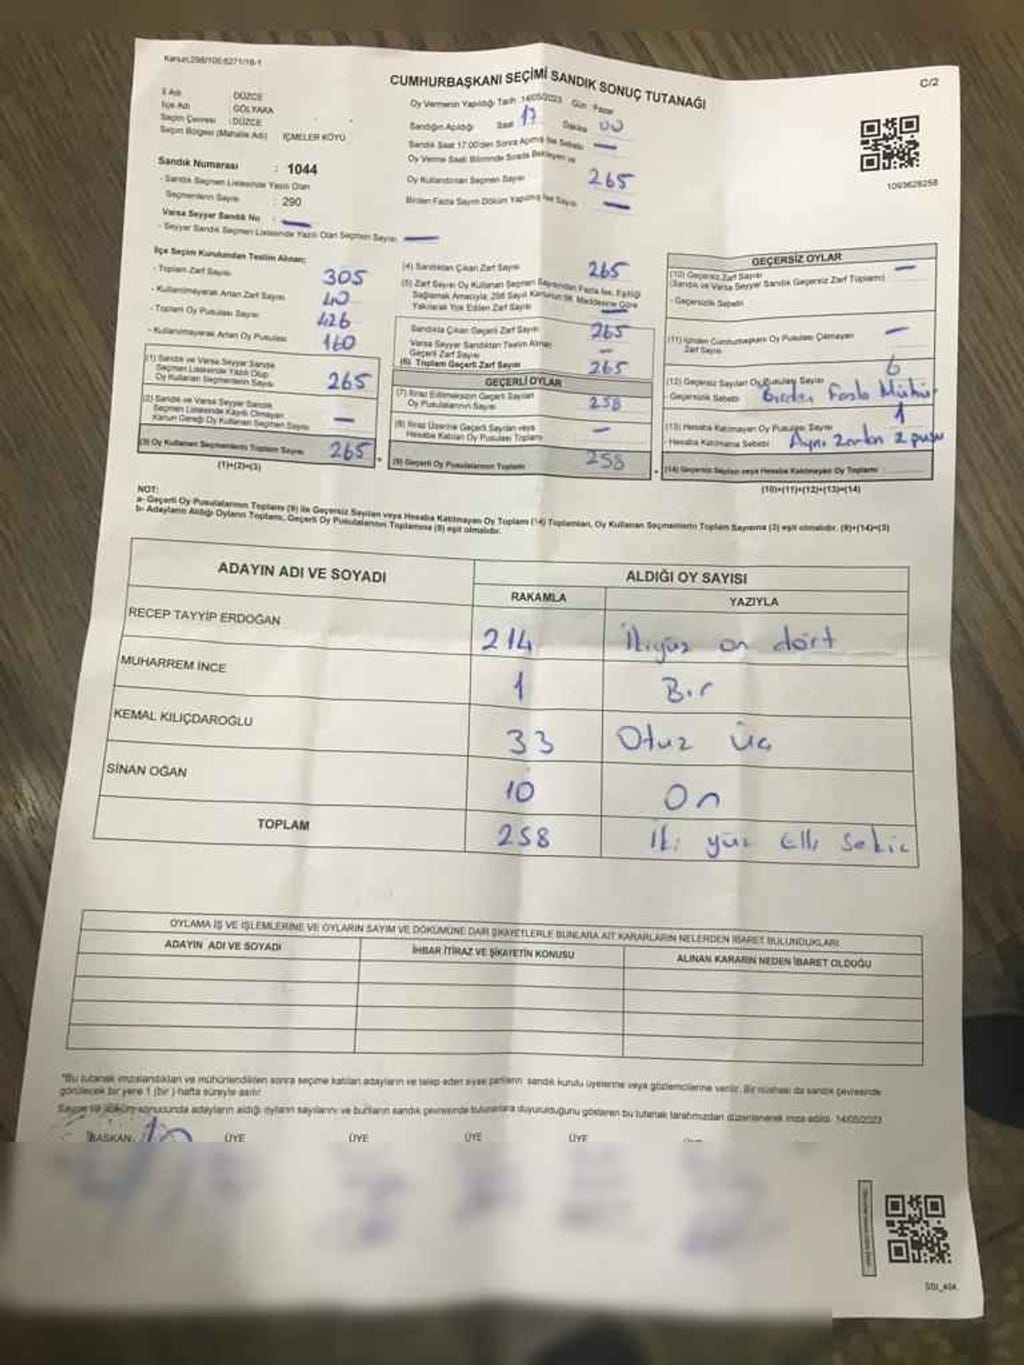 Kanun;298/105;6271/18-1
C/2
CUMHURBAŞKANI SEÇİMİ SANDIK SONUÇ TUTANAĞI
İl Adı DÜZCE
İlçe Adı GÖLYAKA
Seçim Çevresi : DÜZCE
Seçim Bölgesi (Mahalle Adı) İÇMELER KÖYÜ
Sandık Numarası : 1044
- Sandık Seçmen Listesinde Yazılı Olan
Seçmenlerin Sayısı : 290
Varsa Seyyar Sandık No : —
- Seyyar Sandık Seçmen Listesinde Yazılı Olan Seçmen Sayısı —
Oy Vermenin Yapıldığı Tarih 14/05/2023 Gün Pazar
Sandığın Açıldığı Saat 17 Dakika 00
Sandık Saat 17.00'den Sonra Açılmış İse Sebebi —
Oy Verme Saati Bitiminde Sırada Bekleyen ve
Oy Kullandırılan Seçmen Sayısı 265
Birden Fazla Sayım Döküm Yapılmış İse Sayısı —
1093628258
İlçe Seçim Kurulundan Teslim Alınan;
- Toplam Zarf Sayısı 305
- Kullanılmayarak Artan Zarf Sayısı 40
- Toplam Oy Pusulası Sayısı 426
- Kullanılmayarak Artan Oy Pusulası 160
(1) Sandık ve Varsa Seyyar Sandık
Seçmen Listesinde Yazılı Olup
Oy Kullanan Seçmenlerin Sayısı 265
(2) Sandık ve Varsa Seyyar Sandık
Seçmen Listesinde Kayıtlı Olmayan
Kanun Gereği Oy Kullanan Seçmen Sayısı —
(3) Oy Kullanan Seçmenlerin Toplam Sayısı 265
(1)+(2)=(3)
(4) Sandıktan Çıkan Zarf Sayısı 265
(5) Zarf Sayısı Oy Kullanan Seçmen Sayısından Fazla İse, Eşitliği
Sağlamak Amacıyla; 298 Sayılı Kanunun 98. Maddesine Göre
Yakılarak Yok Edilen Zarf Sayısı —
Sandıkta Çıkan Geçerli Zarf Sayısı 265
Varsa Seyyar Sandıktan Teslim Alınan
Geçerli Zarf Sayısı —
(6) Toplam Geçerli Zarf Sayısı 265
GEÇERLİ OYLAR
(7) İtiraz Edilmeksizin Geçerli Sayılan
Oy Pusulalarının Sayısı 258
(8) İtiraz Üzerine Geçerli Sayılan veya
Hesaba Katılan Oy Pusulası Toplamı —
(9) Geçerli Oy Pusulalarının Toplamı 258
GEÇERSİZ OYLAR
(10) Geçersiz Zarf Sayısı —
(Sandık ve Varsa Seyyar Sandık Geçersiz Zarf Toplamı)
- Geçersizlik Sebebi
(11) İçinden Cumhurbaşkanı Oy Pusulası Çıkmayan
Zarf Sayısı —
(12) Geçersiz Sayılan Oy Pusulası Sayısı 6
- Geçersizlik Sebebi Birden Fazla Mühür
(13) Hesaba Katılmayan Oy Pusulası Sayısı 1
- Hesaba Katılmama Sebebi Aynı Zarftan 2 pusu
(14) Geçersiz Sayılan veya Hesaba Katılmayan Oy Toplamı
(10)+(11)+(12)+(13)=(14)
NOT:
a- Geçerli Oy Pusulalarının Toplamı (9) ile Geçersiz Sayılan veya Hesaba Katılmayan Oy Toplamı (14) Toplamları, Oy Kullanan Seçmenlerin Toplam Sayısına (3) eşit olmalıdır. (9)+(14)=(3)
b- Adayların Aldığı Oyların Toplamı; Geçerli Oy Pusulalarının Toplamına (9) eşit olmalıdır.
ADAYIN ADI VE SOYADI ALDIĞI OY SAYISI
RAKAMLA YAZIYLA
RECEP TAYYİP ERDOĞAN 214 İkiyüz on dört
MUHARREM İNCE 1 Bir
KEMAL KILIÇDAROĞLU 33 Otuz üç
SİNAN OĞAN 10 On
TOPLAM 258 İki yüz Elli Sekiz
OYLAMA İŞ VE İŞLEMLERİNE VE OYLARIN SAYIM VE DÖKÜMÜNE DAİR ŞİKAYETLERLE BUNLARA AİT KARARLARIN NELERDEN İBARET BULUNDUKLARI
ADAYIN ADI VE SOYADI İHBAR İTİRAZ VE ŞİKAYETİN KONUSU ALINAN KARARIN NEDEN İBARET OLDUĞU
*Bu tutanak imzalandıktan ve mühürlendikten sonra seçime katılan adayların ve talep eden siyasi partilerin sandık kurulu üyelerine veya gözlemcilerine verilir. Bir nüshası da sandık çevresinde
görülecek bir yere 1 (bir) hafta süreyle asılır.
Sayım ve döküm sonucunda adayların aldığı oyların sayılarını ve bunların sandık çevresinde bulunanlara duyurulduğunu gösteren bu tutanak tarafımızdan düzenlenerek imza edildi. 14/05/2023
BAŞKAN ÜYE ÜYE ÜYE ÜYE